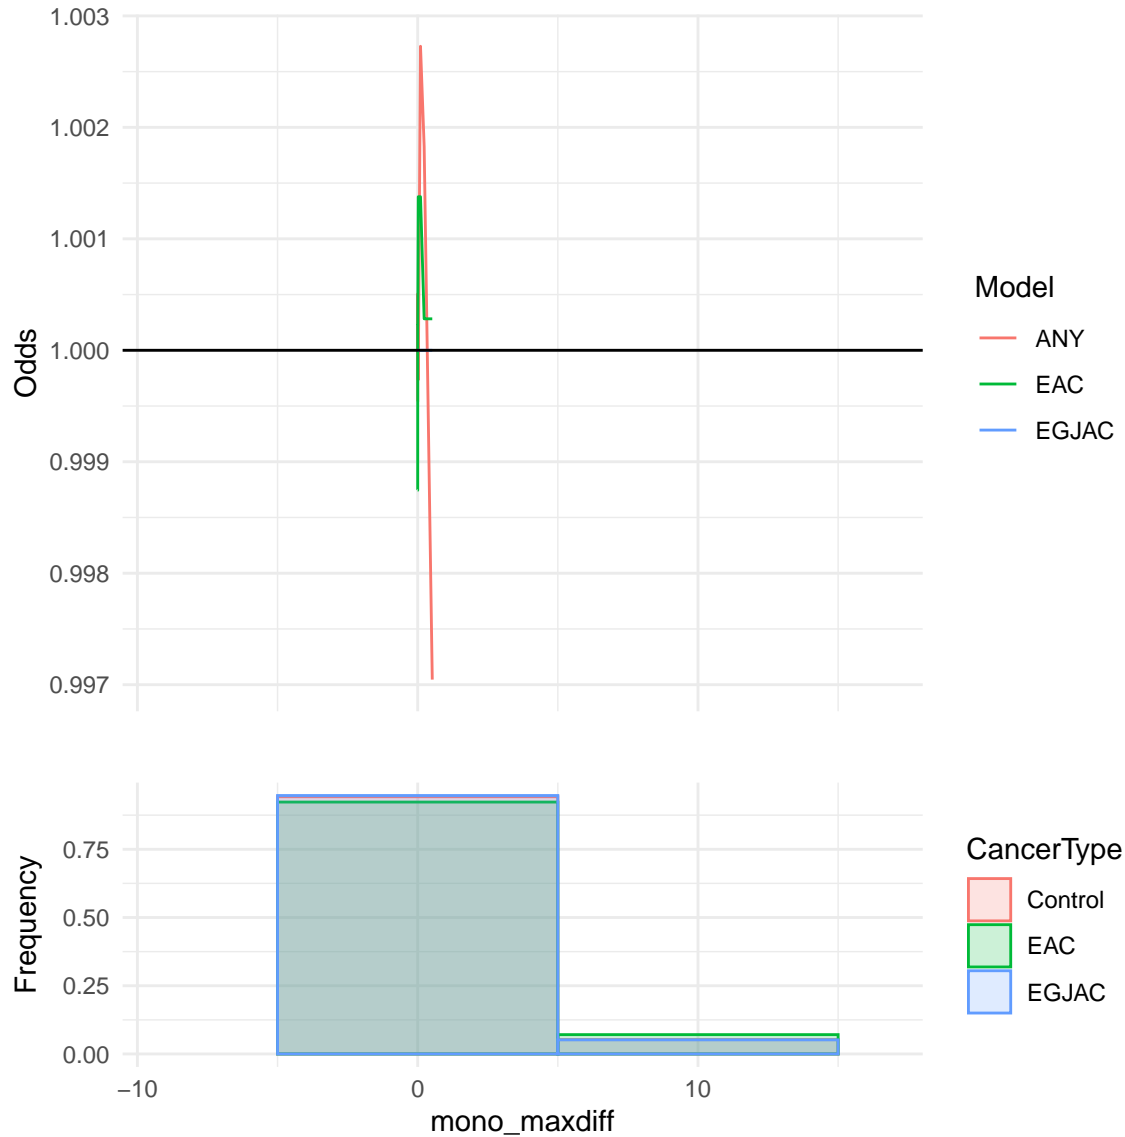 1.003
1.002
1.001
1.000
0.999
0.998
0.997
Odds
Model
ANY
EAC
EGJAC
0.75
0.50
0.25
0.00
Frequency
−10
0
10
mono_maxdiff
CancerType
Control
EAC
EGJAC